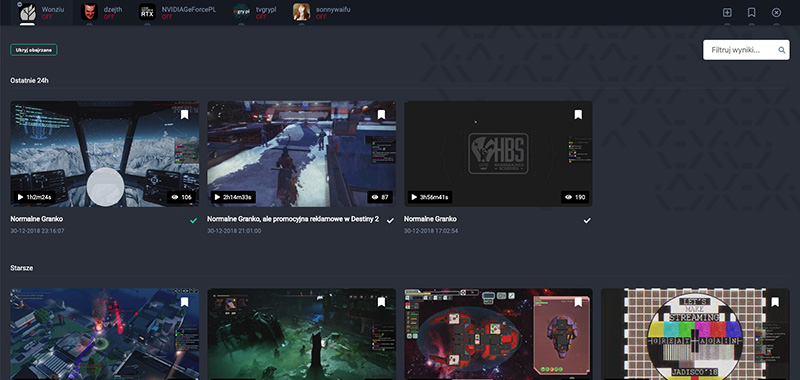 Wonziu
OFF
dzejth
OFF
NVIDIAGeForcePL
OFF
tvgrypl
OFF
sonnywaifu
OFF
Ukryj obejrzane
Filtruj wyniki...
Ostatnie 24h
HBS
1h2m24s
106
2h14m33s
87
3h56m41s
190
Normalne Granko
30-12-2018 23:16:07
Normalne Granko, ale promocyjna reklamowe w Destiny 2
30-12-2018 21:01:00
Normalne Granko
30-12-2018 17:02:54
Starsze
LET'S
MAKE
STREAMING
GREAT AGAIN
JADISCO'18